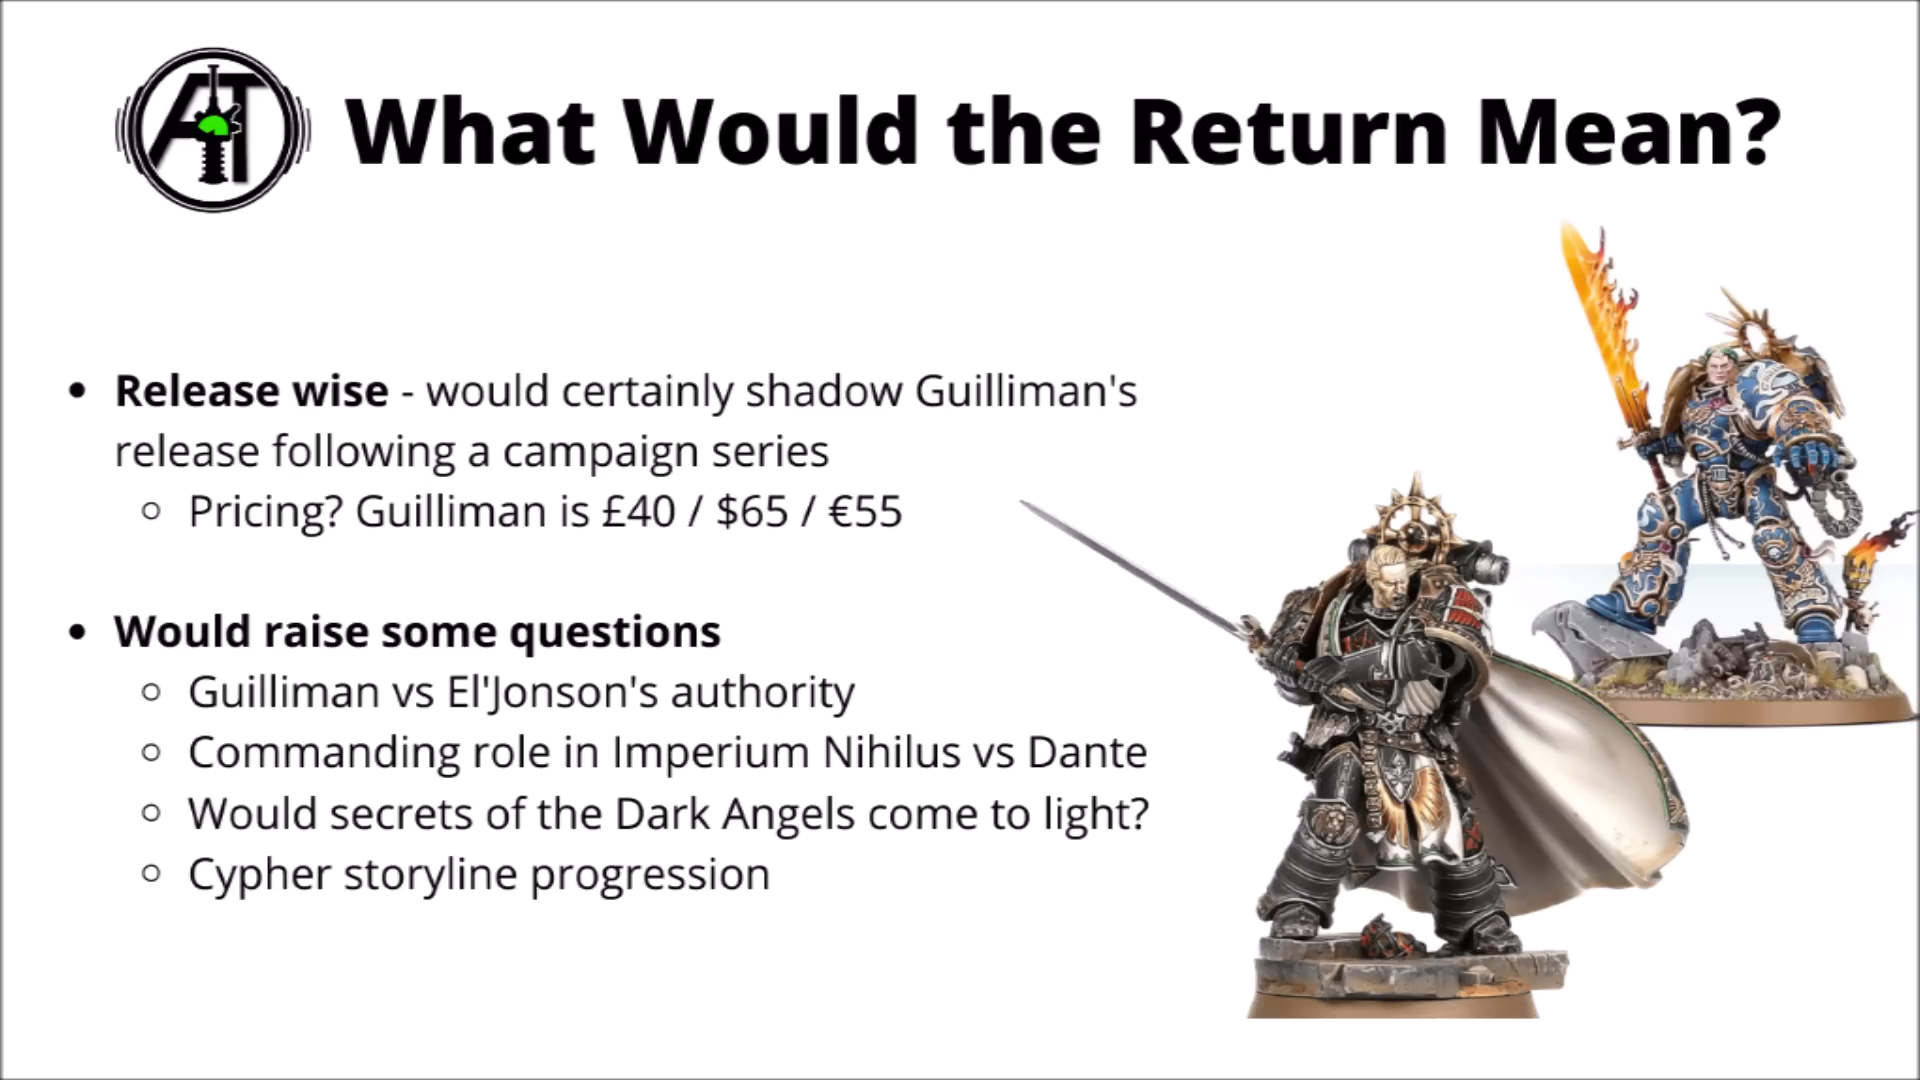 AT
What Would the Return Mean?
• Release wise - would certainly shadow Guilliman's
release following a campaign series
○ Pricing? Guilliman is £40 / $65 / €55
• Would raise some questions
○ Guilliman vs El'Jonson's authority
○ Commanding role in Imperium Nihilus vs Dante
○ Would secrets of the Dark Angels come to light?
○ Cypher storyline progression